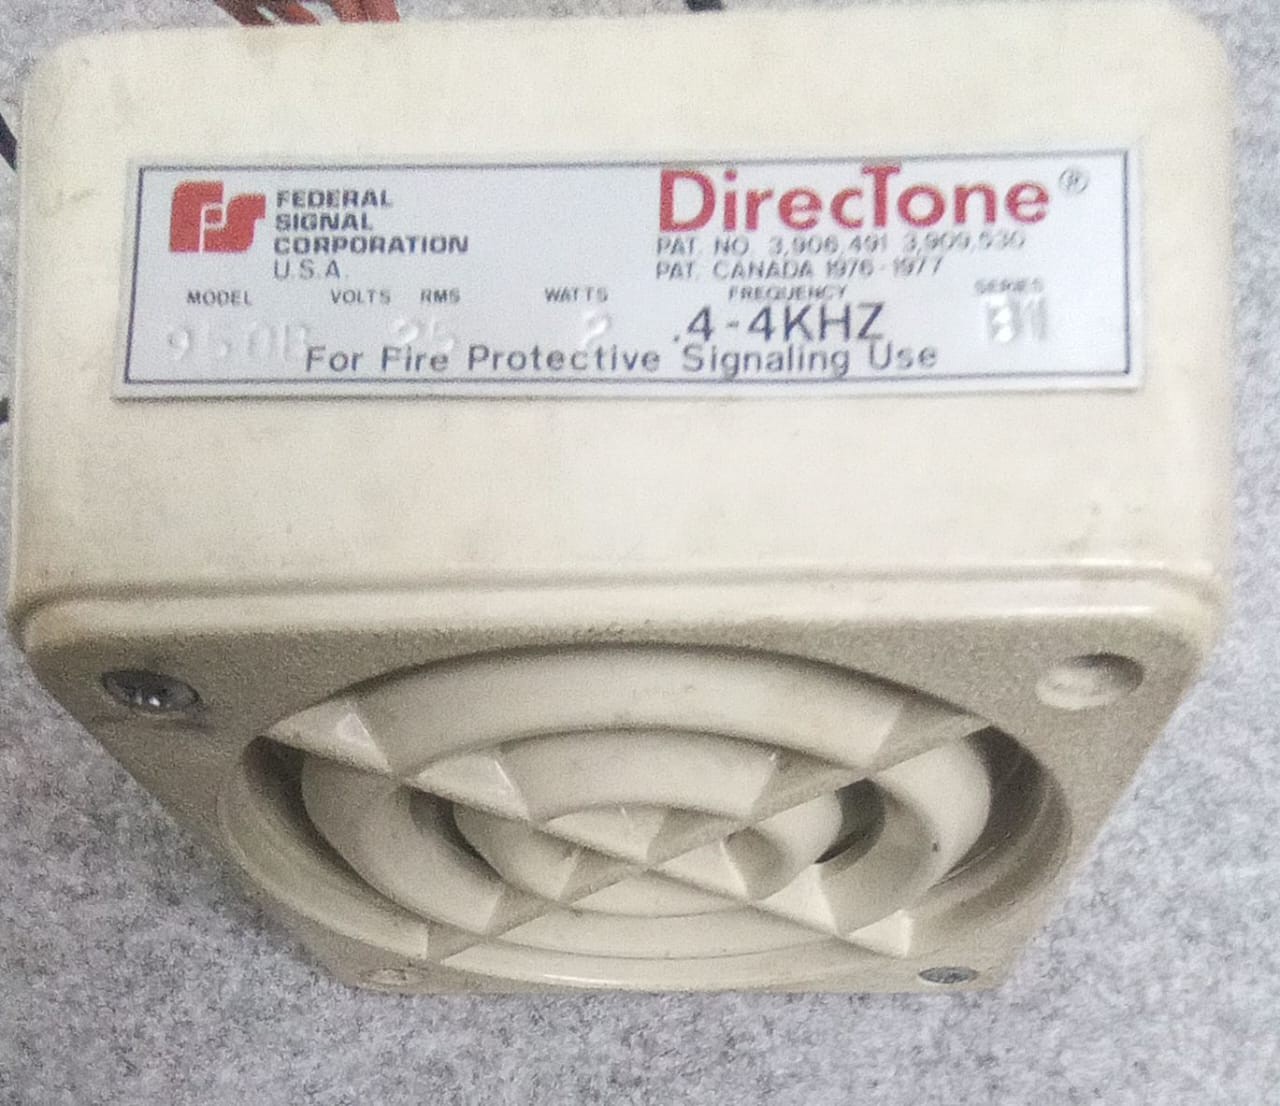 FEDERAL
SIGNAL
CORPORATION
U.S.A.
DirecTone®
PAT. NO. 3,906,491 3,909,530
PAT. CANADA 1976-1977
MODEL VOLTS RMS WATTS FREQUENCY SERIES
25 .4-4KHZ
For Fire Protective Signaling Use